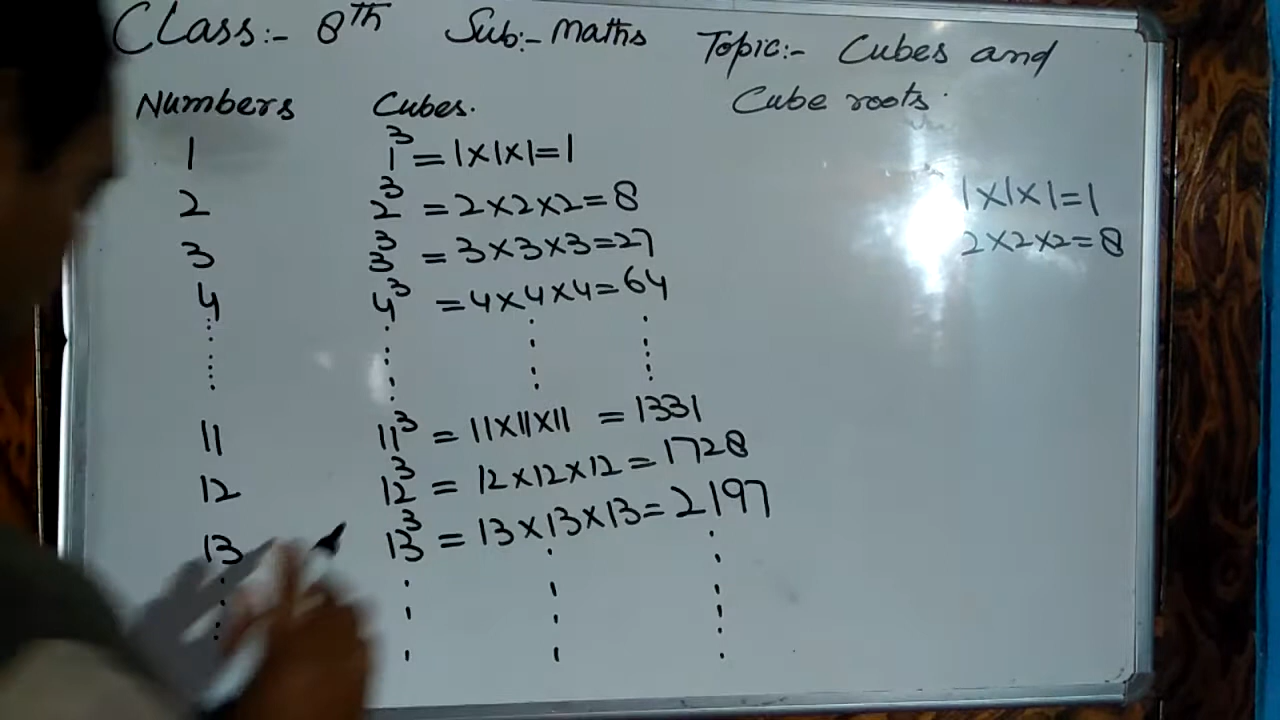 Class:- 8th Sub:- Maths Topic:- Cubes and
Cube roots.
Numbers Cubes.
1 1³ = 1×1×1=1
2 2³ = 2×2×2=8
3 3³ = 3×3×3=27
4 4³ = 4×4×4=64
11 11³ = 11×11×11 = 1331
12 12³ = 12×12×12=1728
13 13³ = 13×13×13=2197
1×1×1=1
2×2×2=8